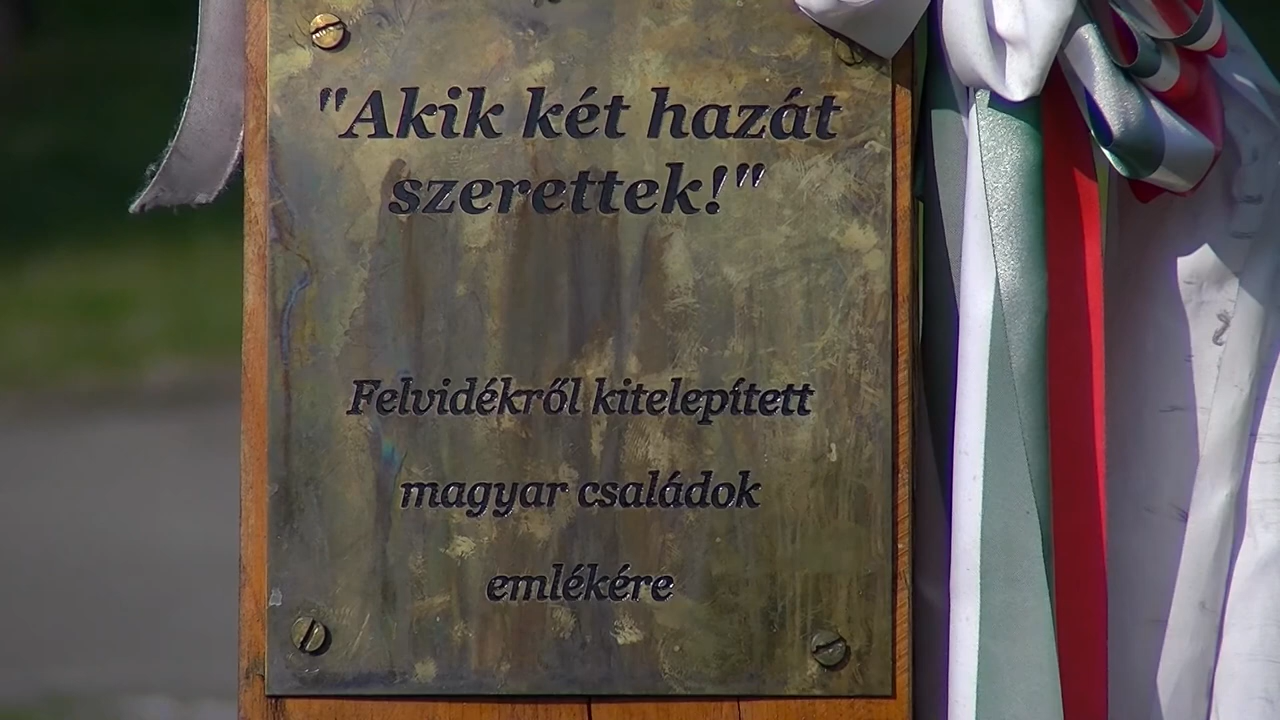 "Akik két hazát
szerettek!"
Felvidékről kitelepített
magyar családok
emlékére